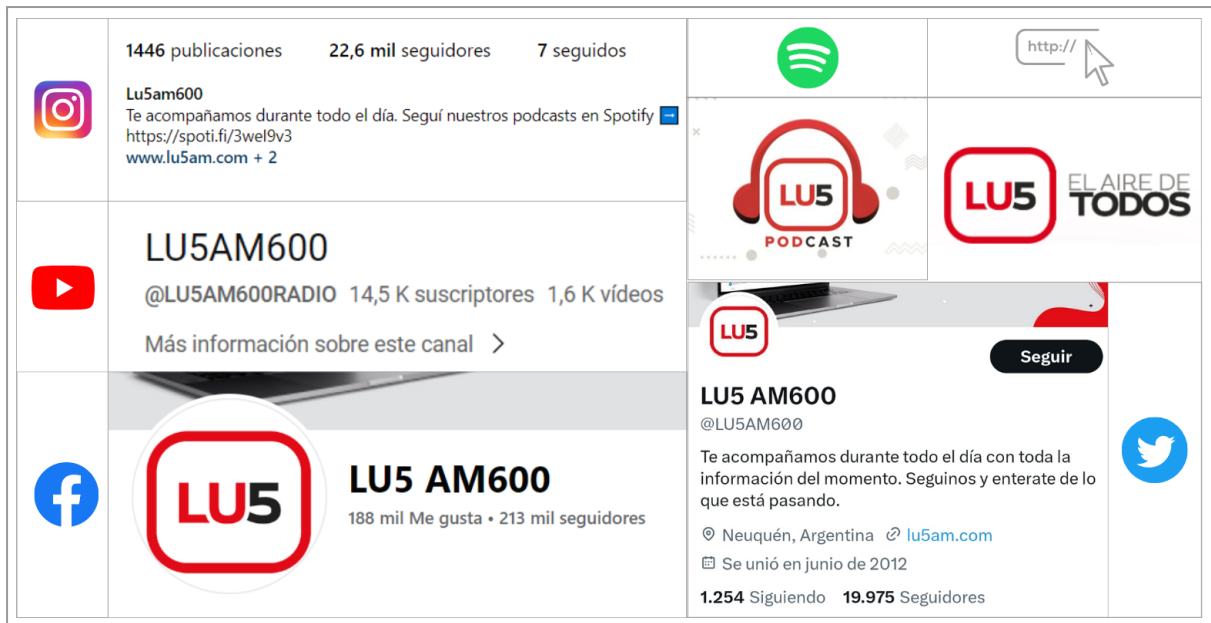 1446 publicaciones 22,6 mil seguidores 7 seguidos
Lu5am600
Te acompañamos durante todo el día. Seguí nuestros podcasts en Spotify ➡
https://spoti.fi/3wel9v3
www.lu5am.com + 2
LU5AM600
@LU5AM600RADIO 14,5 K suscriptores 1,6 K vídeos
Más información sobre este canal >
LU5
LU5 AM600
188 mil Me gusta • 213 mil seguidores
http://
LU5
PODCAST
LU5
EL AIRE DE
TODOS
LU5
Seguir
LU5 AM600
@LU5AM600
Te acompañamos durante todo el día con toda la
información del momento. Seguinos y enterate de lo
que está pasando.
Neuquén, Argentina lu5am.com
Se unió en junio de 2012
1.254 Siguiendo 19.975 Seguidores